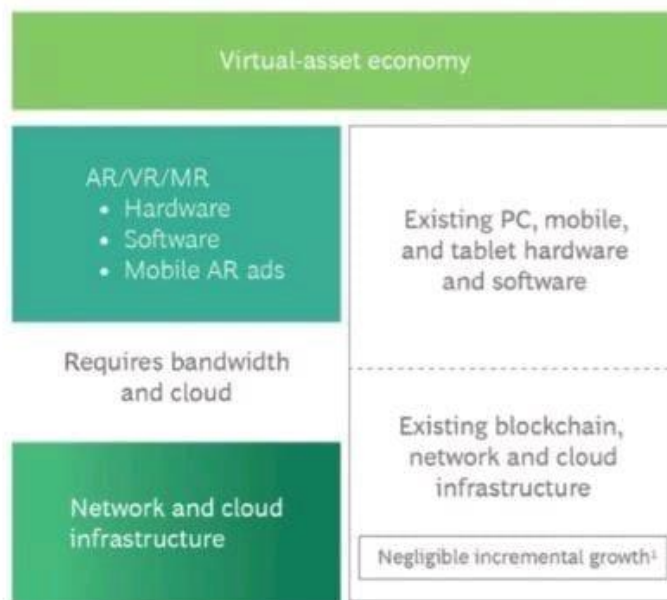 Virtual-asset economy
AR/VR/MR
• Hardware
• Software
• Mobile AR ads
Requires bandwidth
and cloud
Network and cloud
infrastructure
Existing PC, mobile,
and tablet hardware
and software
Existing blockchain,
network and cloud
infrastructure
Negligible incremental growth¹